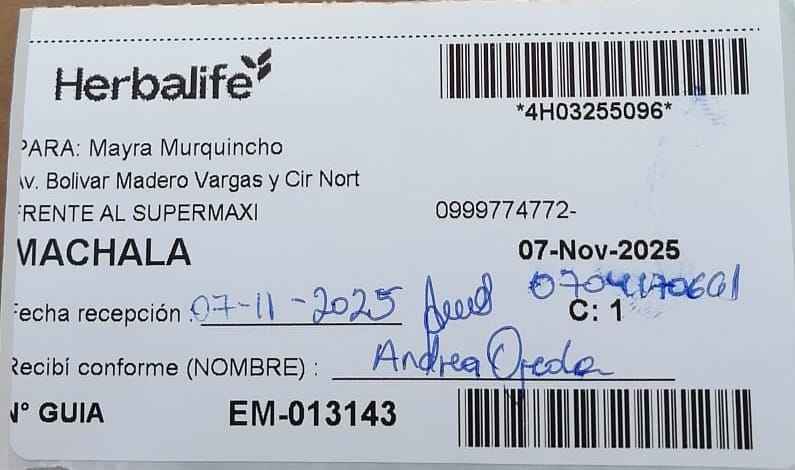 Herbalife
*4H03255096*
PARA: Mayra Murquincho
Av. Bolivar Madero Vargas y Cir Nort
FRENTE AL SUPERMAXI 0999774772-
MACHALA 07-Nov-2025
Fecha recepción : 07-11-2025
C: 1
Recibí conforme (NOMBRE) : Andrea Ojeda
N° GUIA EM-013143